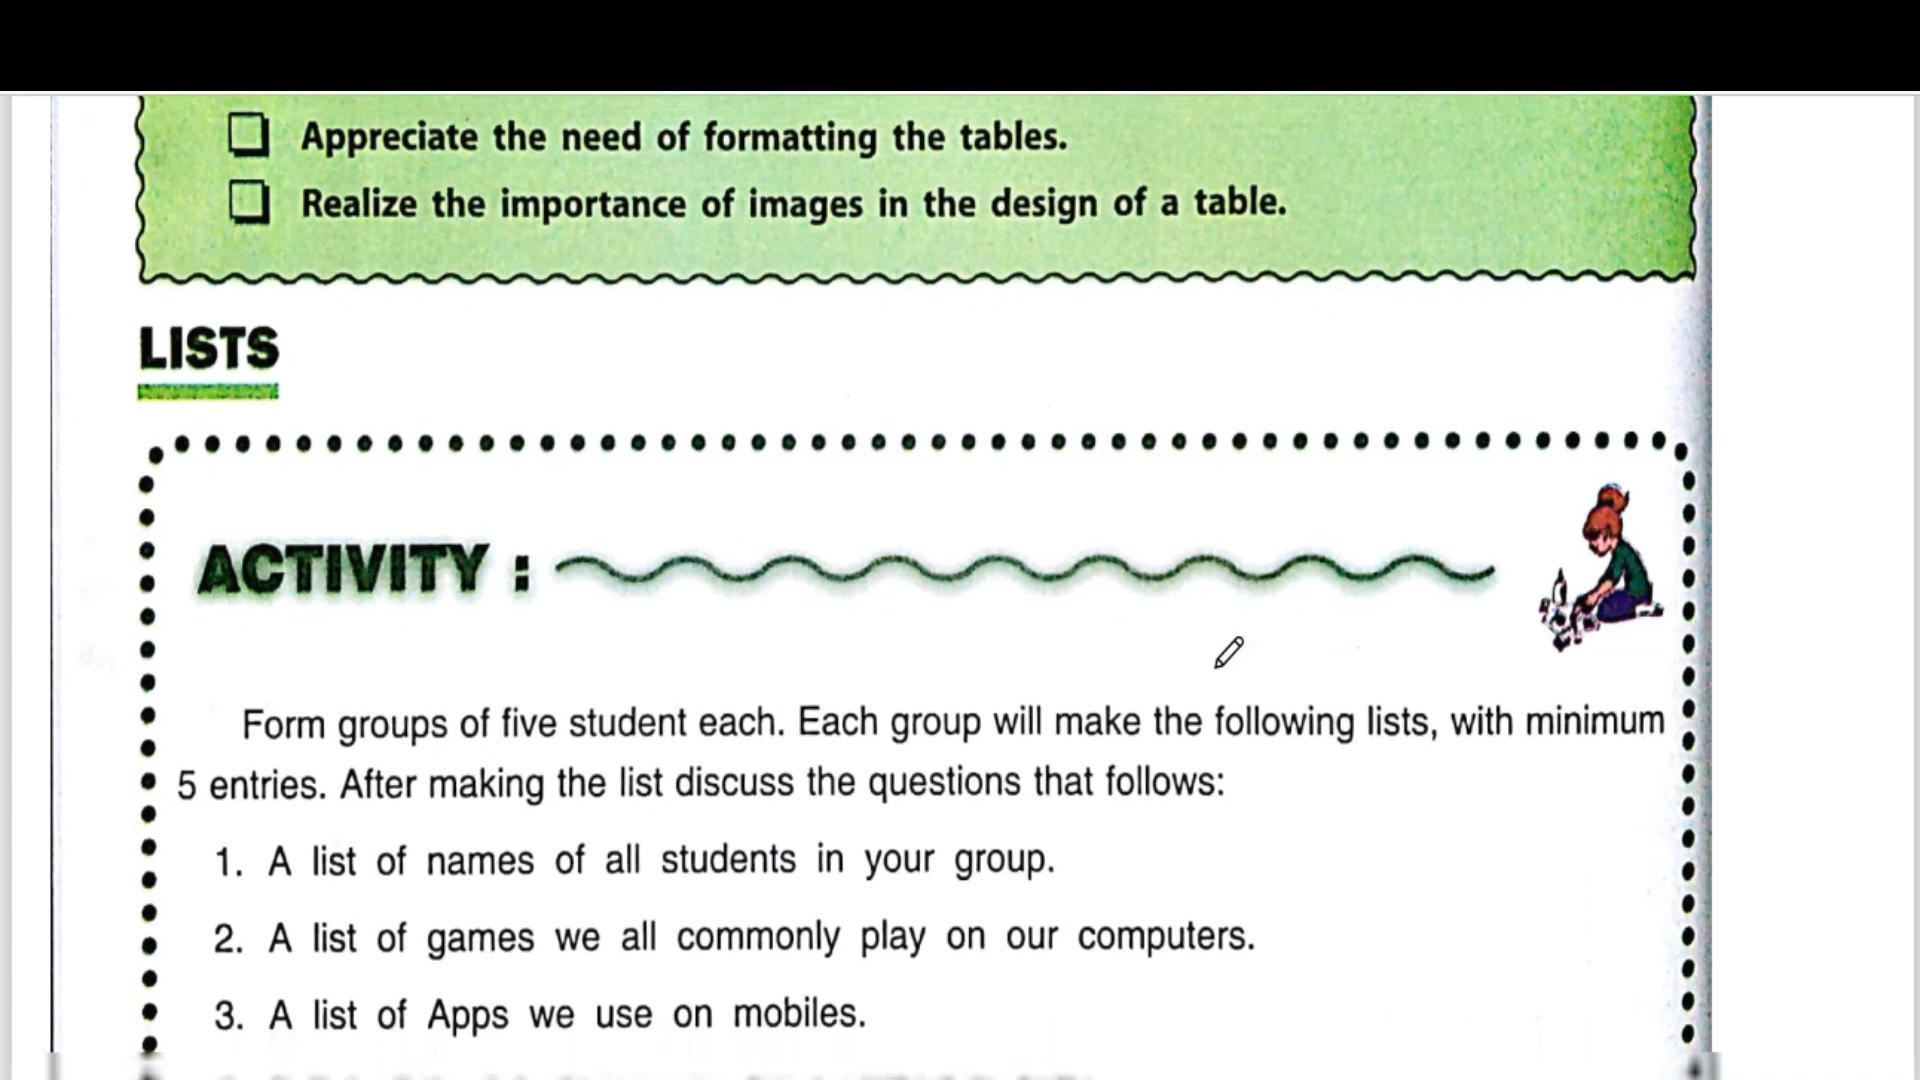 Appreciate the need of formatting the tables.
Realize the importance of images in the design of a table.
LISTS
ACTIVITY :
Form groups of five student each. Each group will make the following lists, with minimum
5 entries. After making the list discuss the questions that follows:
1. A list of names of all students in your group.
2. A list of games we all commonly play on our computers.
3. A list of Apps we use on mobiles.